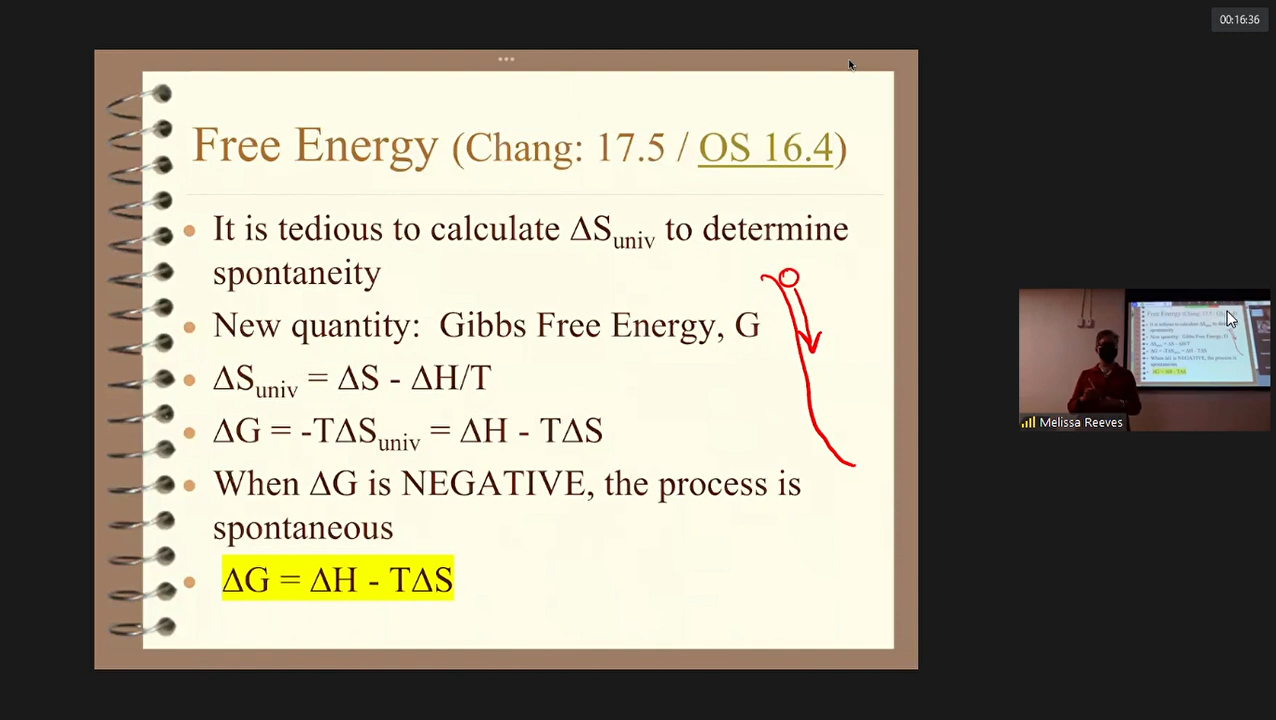 00:16:36
Free Energy (Chang: 17.5 / OS 16.4)
It is tedious to calculate ΔSuniv to determine
spontaneity
New quantity: Gibbs Free Energy, G
ΔSuniv = ΔS - ΔH/T
ΔG = -TΔSuniv = ΔH - TΔS
When ΔG is NEGATIVE, the process is
spontaneous
ΔG = ΔH - TΔS
Melissa Reeves